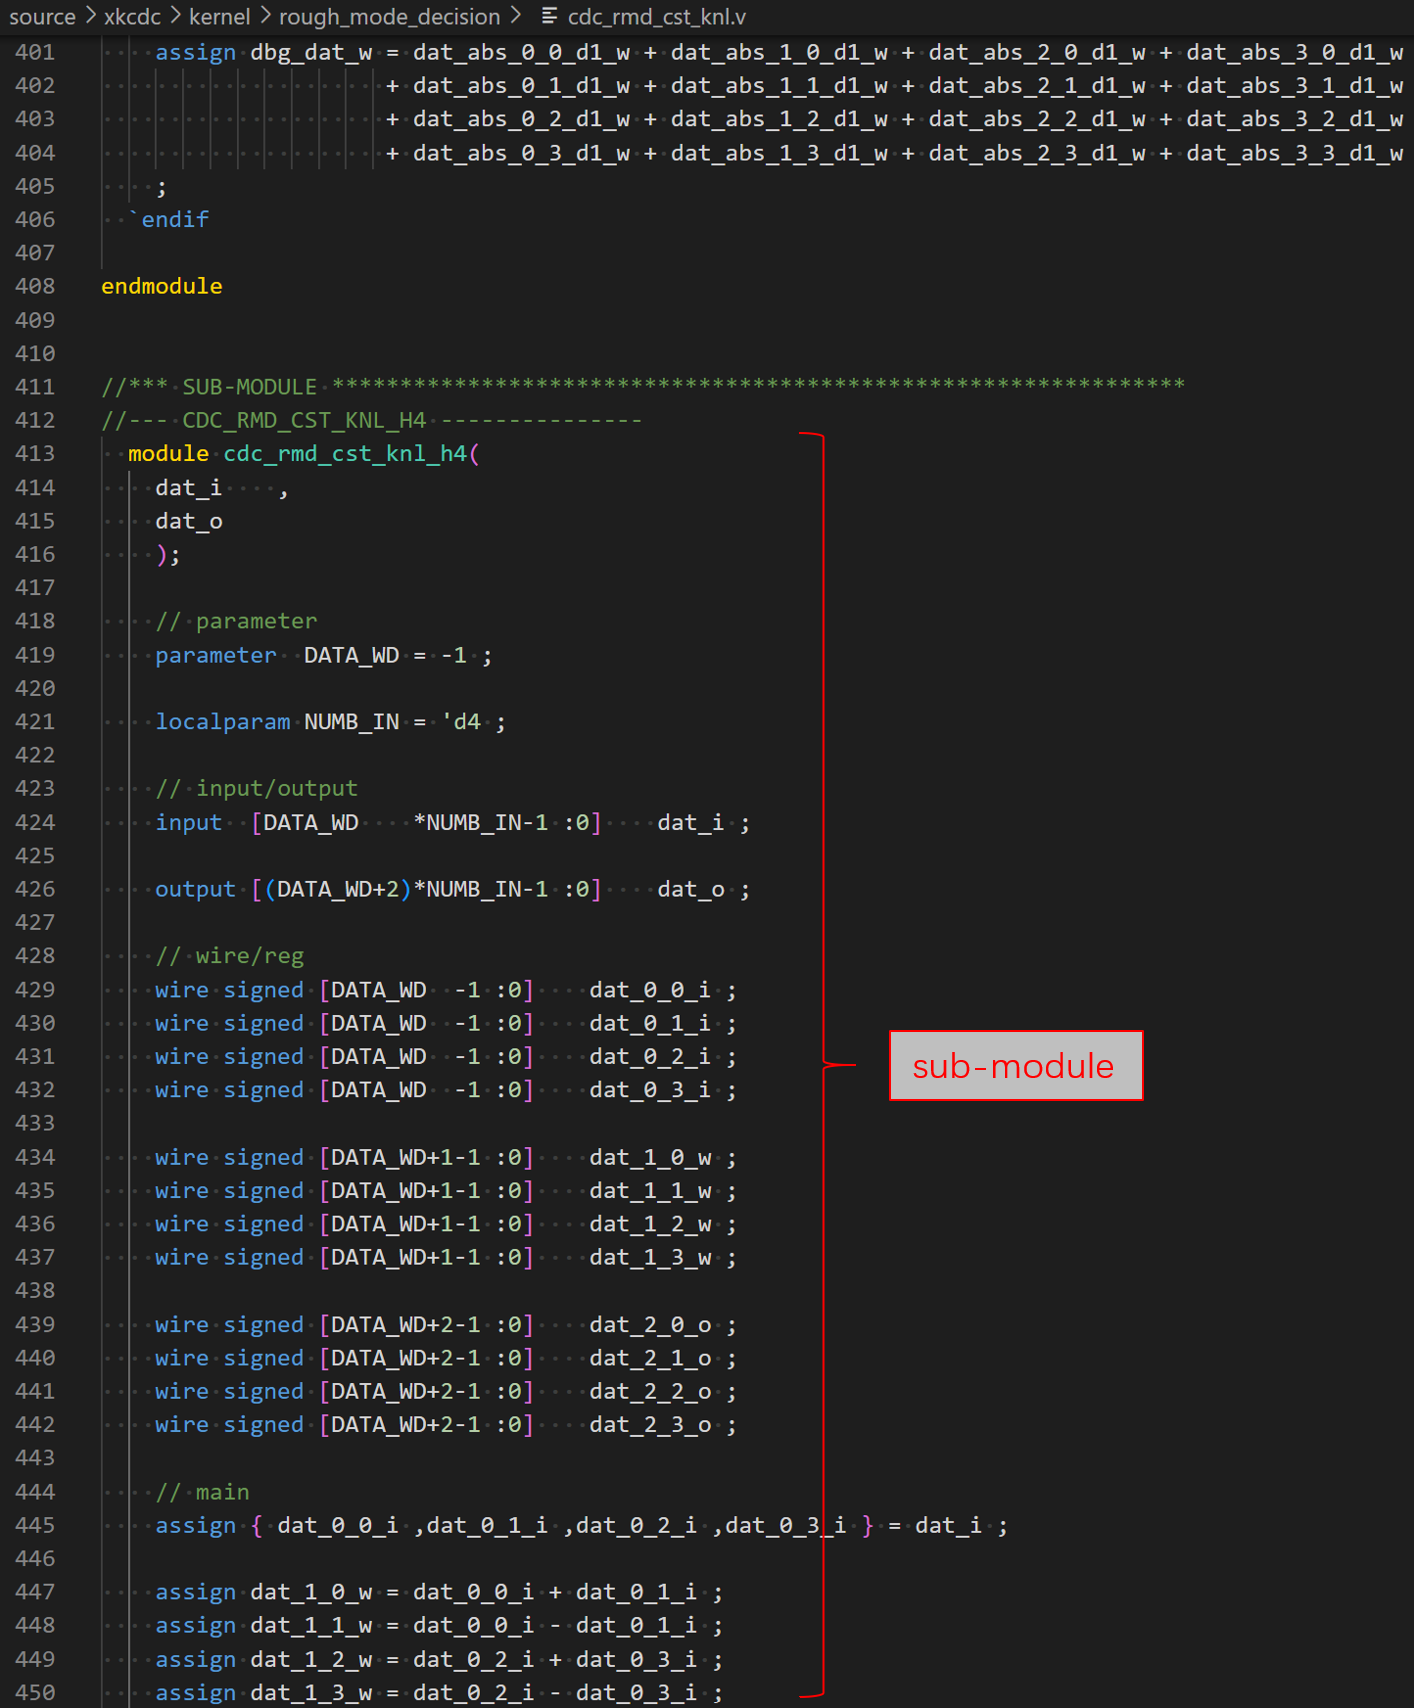 source > xkcdc > kernel > rough_mode_decision > cdc_rmd_cst_knl.v
401     assign dbg_dat_w = dat_abs_0_0_d1_w + dat_abs_1_0_d1_w + dat_abs_2_0_d1_w + dat_abs_3_0_d1_w
402                      + dat_abs_0_1_d1_w + dat_abs_1_1_d1_w + dat_abs_2_1_d1_w + dat_abs_3_1_d1_w
403                      + dat_abs_0_2_d1_w + dat_abs_1_2_d1_w + dat_abs_2_2_d1_w + dat_abs_3_2_d1_w
404                      + dat_abs_0_3_d1_w + dat_abs_1_3_d1_w + dat_abs_2_3_d1_w + dat_abs_3_3_d1_w
405     ;
406   `endif
407
408 endmodule
409
410
411 //*** SUB-MODULE ***************************************************************
412 //--- CDC_RMD_CST_KNL_H4 ---------------
413   module cdc_rmd_cst_knl_h4(
414     dat_i    ,
415     dat_o
416     );
417
418     // parameter
419     parameter  DATA_WD = -1 ;
420
421     localparam NUMB_IN = 'd4 ;
422
423     // input/output
424     input  [DATA_WD    *NUMB_IN-1 :0]    dat_i ;
425
426     output [(DATA_WD+2)*NUMB_IN-1 :0]    dat_o ;
427
428     // wire/reg
429     wire signed [DATA_WD  -1 :0]    dat_0_0_i ;
430     wire signed [DATA_WD  -1 :0]    dat_0_1_i ;
431     wire signed [DATA_WD  -1 :0]    dat_0_2_i ;
432     wire signed [DATA_WD  -1 :0]    dat_0_3_i ;
433
434     wire signed [DATA_WD+1-1 :0]    dat_1_0_w ;
435     wire signed [DATA_WD+1-1 :0]    dat_1_1_w ;
436     wire signed [DATA_WD+1-1 :0]    dat_1_2_w ;
437     wire signed [DATA_WD+1-1 :0]    dat_1_3_w ;
438
439     wire signed [DATA_WD+2-1 :0]    dat_2_0_o ;
440     wire signed [DATA_WD+2-1 :0]    dat_2_1_o ;
441     wire signed [DATA_WD+2-1 :0]    dat_2_2_o ;
442     wire signed [DATA_WD+2-1 :0]    dat_2_3_o ;
443
444     // main
445     assign { dat_0_0_i ,dat_0_1_i ,dat_0_2_i ,dat_0_3_i } = dat_i ;
446
447     assign dat_1_0_w = dat_0_0_i + dat_0_1_i ;
448     assign dat_1_1_w = dat_0_0_i - dat_0_1_i ;
449     assign dat_1_2_w = dat_0_2_i + dat_0_3_i ;
450     assign dat_1_3_w = dat_0_2_i - dat_0_3_i ;
sub-module